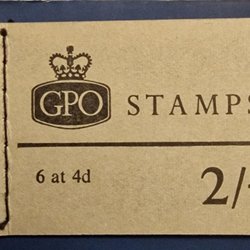 GPO STAMPS
6 at 4d 2/-